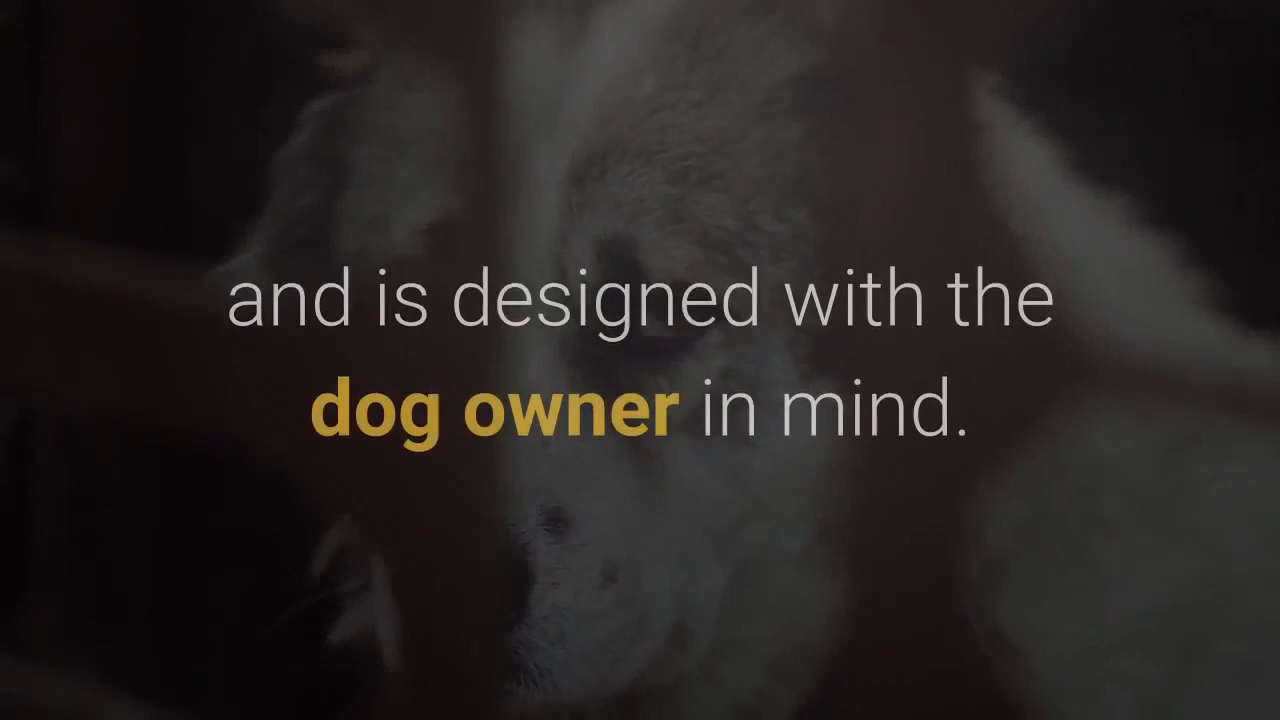 and is designed with the
dog owner in mind.